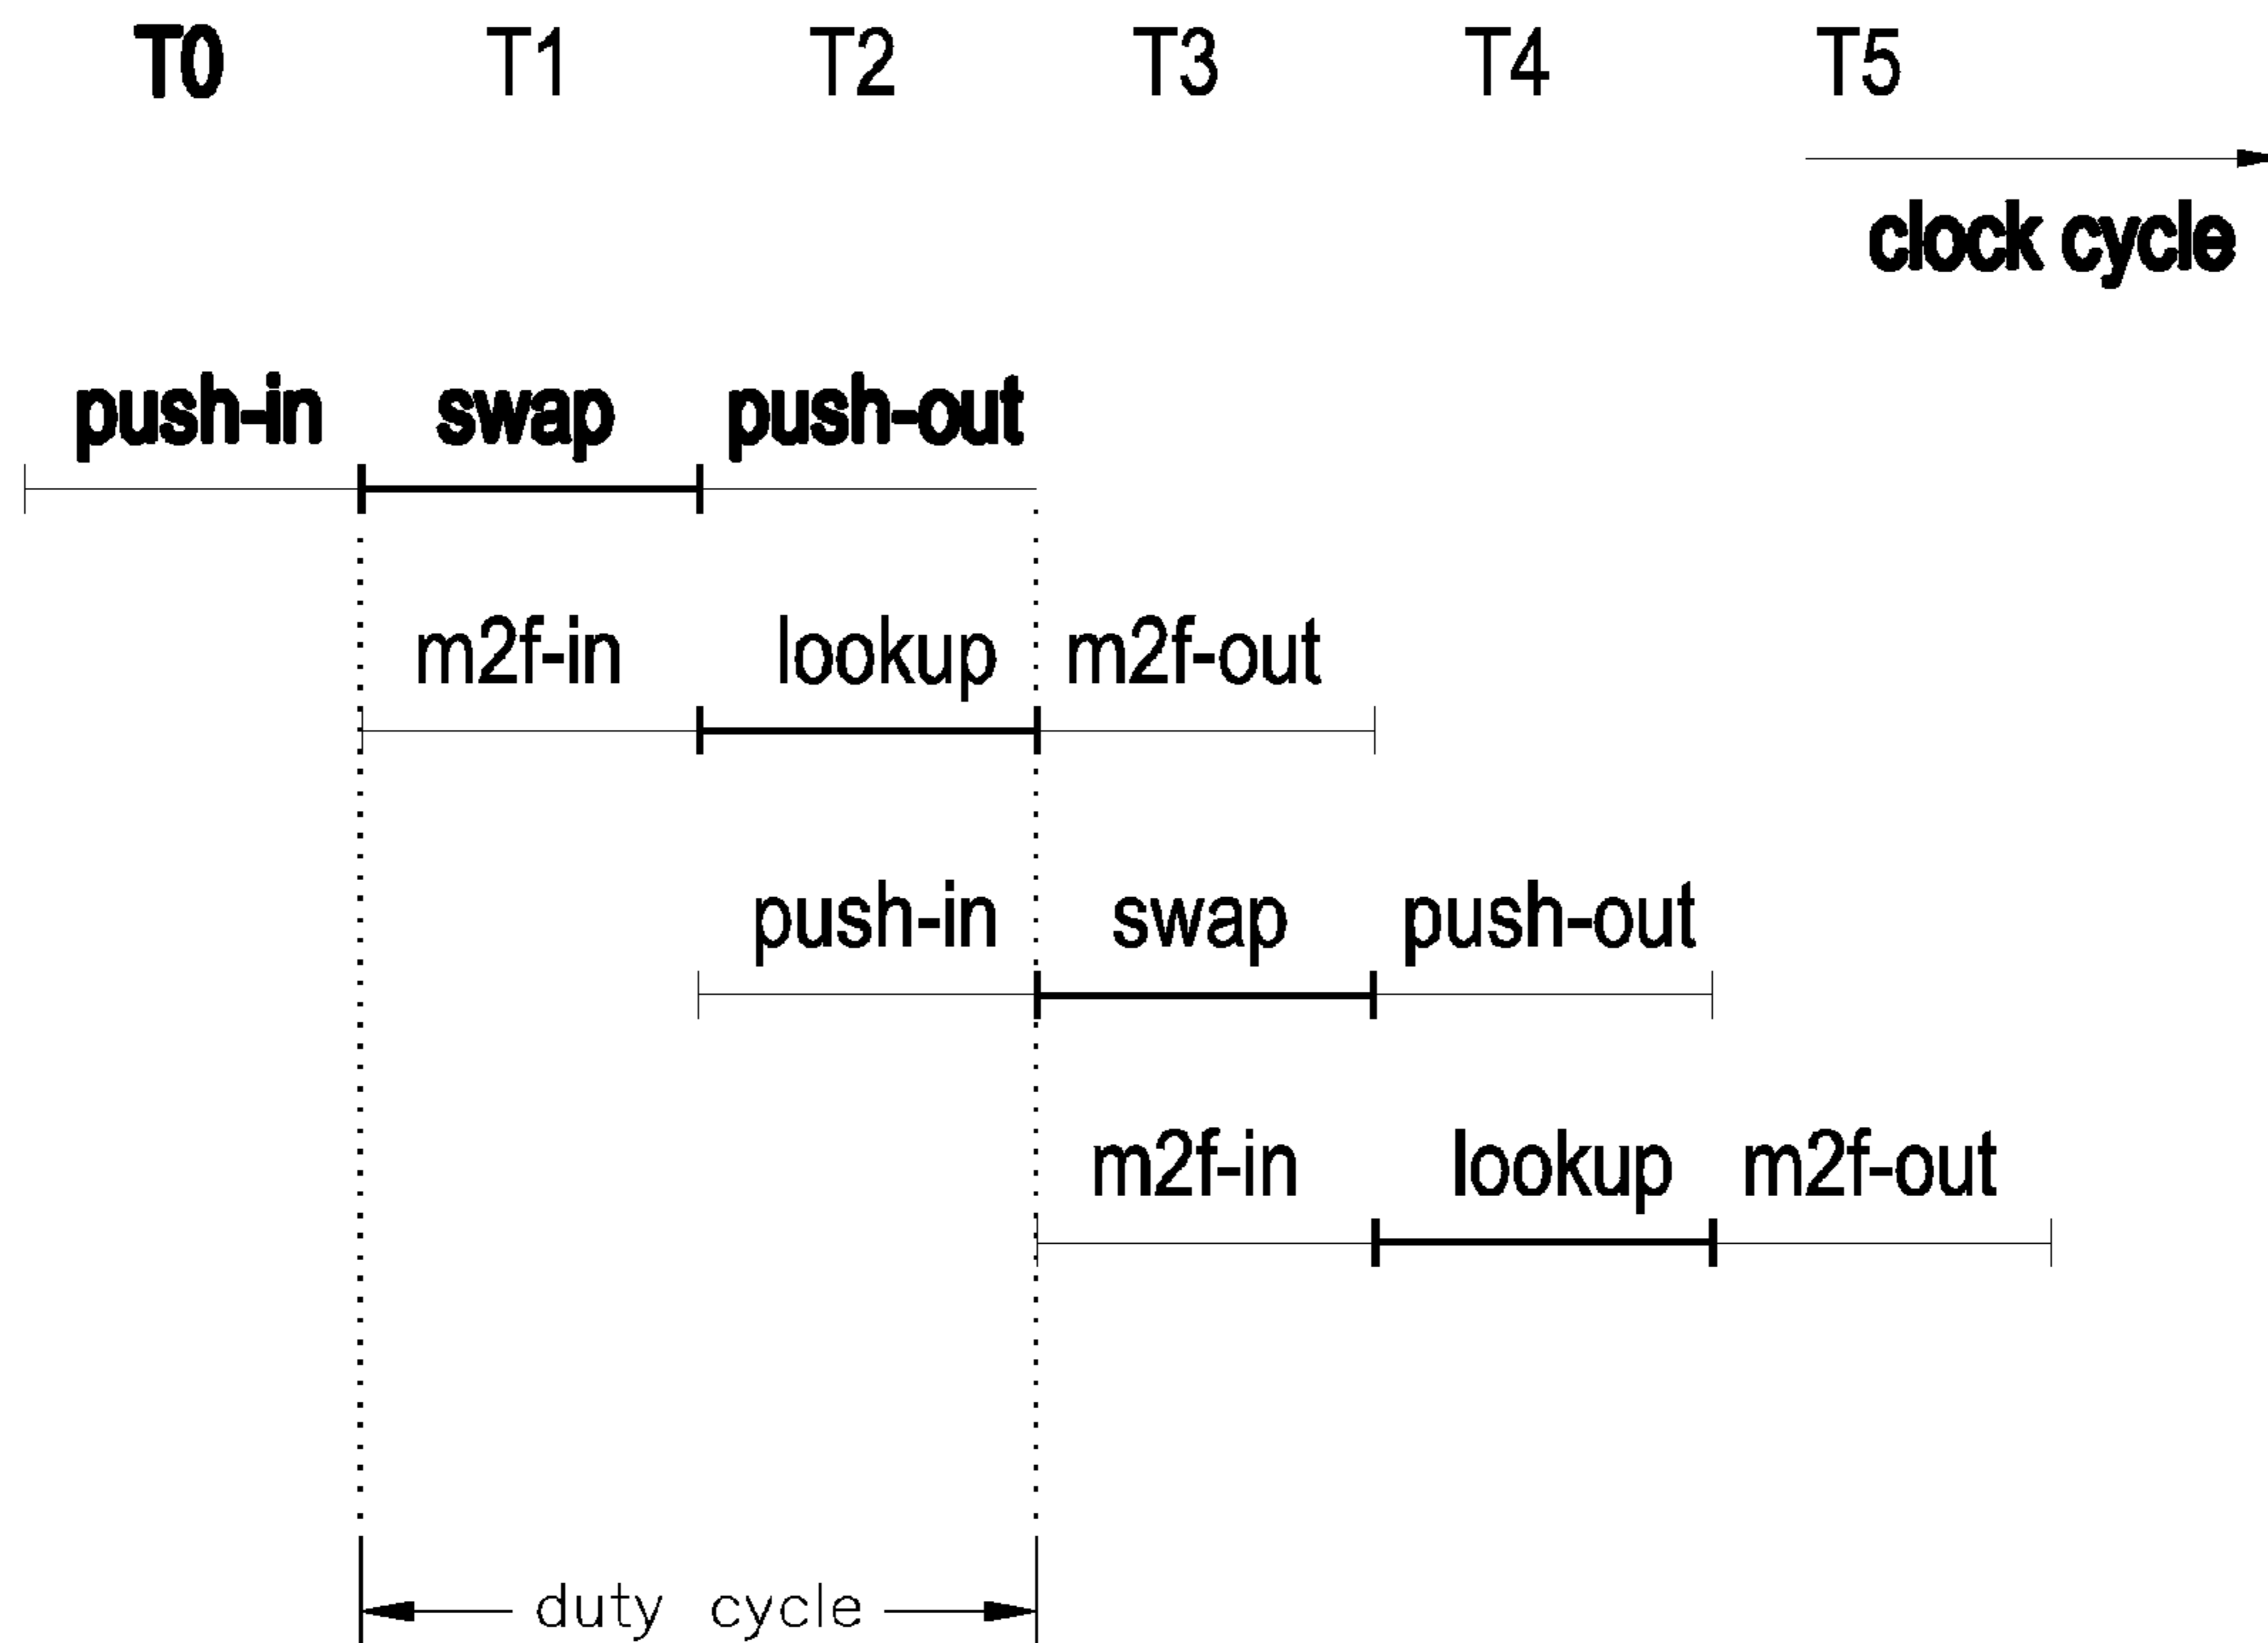 T0 T1 T2 T3 T4 T5
clock cycle
push-in swap push-out
m2f-in lookup m2f-out
push-in swap push-out
m2f-in lookup m2f-out
duty cycle